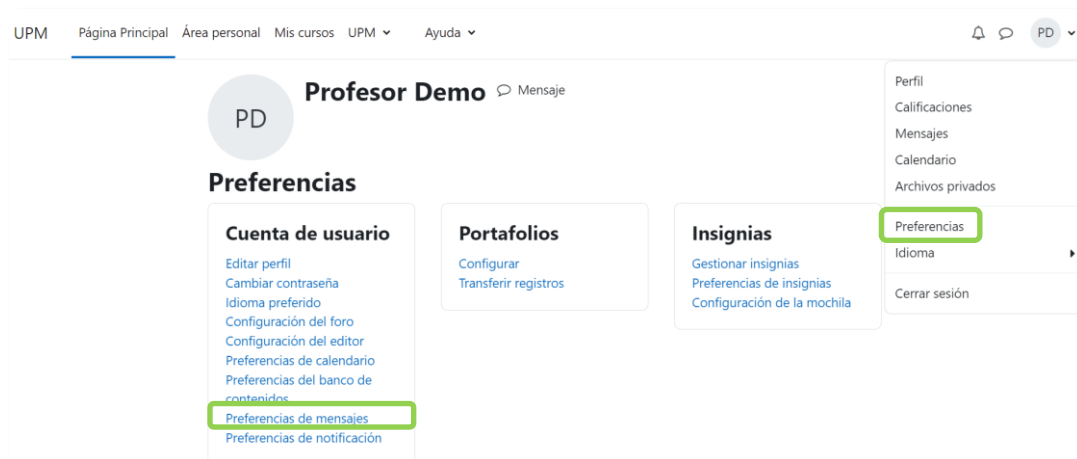 UPM Página Principal Área personal Mis cursos UPM Ayuda PD
PD
Profesor Demo Mensaje
Preferencias
Cuenta de usuario
Editar perfil
Cambiar contraseña
Idioma preferido
Configuración del foro
Configuración del editor
Preferencias de calendario
Preferencias del banco de
contenidos
Preferencias de mensajes
Preferencias de notificación
Portafolios
Configurar
Transferir registros
Insignias
Gestionar insignias
Preferencias de insignias
Configuración de la mochila
Perfil
Calificaciones
Mensajes
Calendario
Archivos privados
Preferencias
Idioma
Cerrar sesión